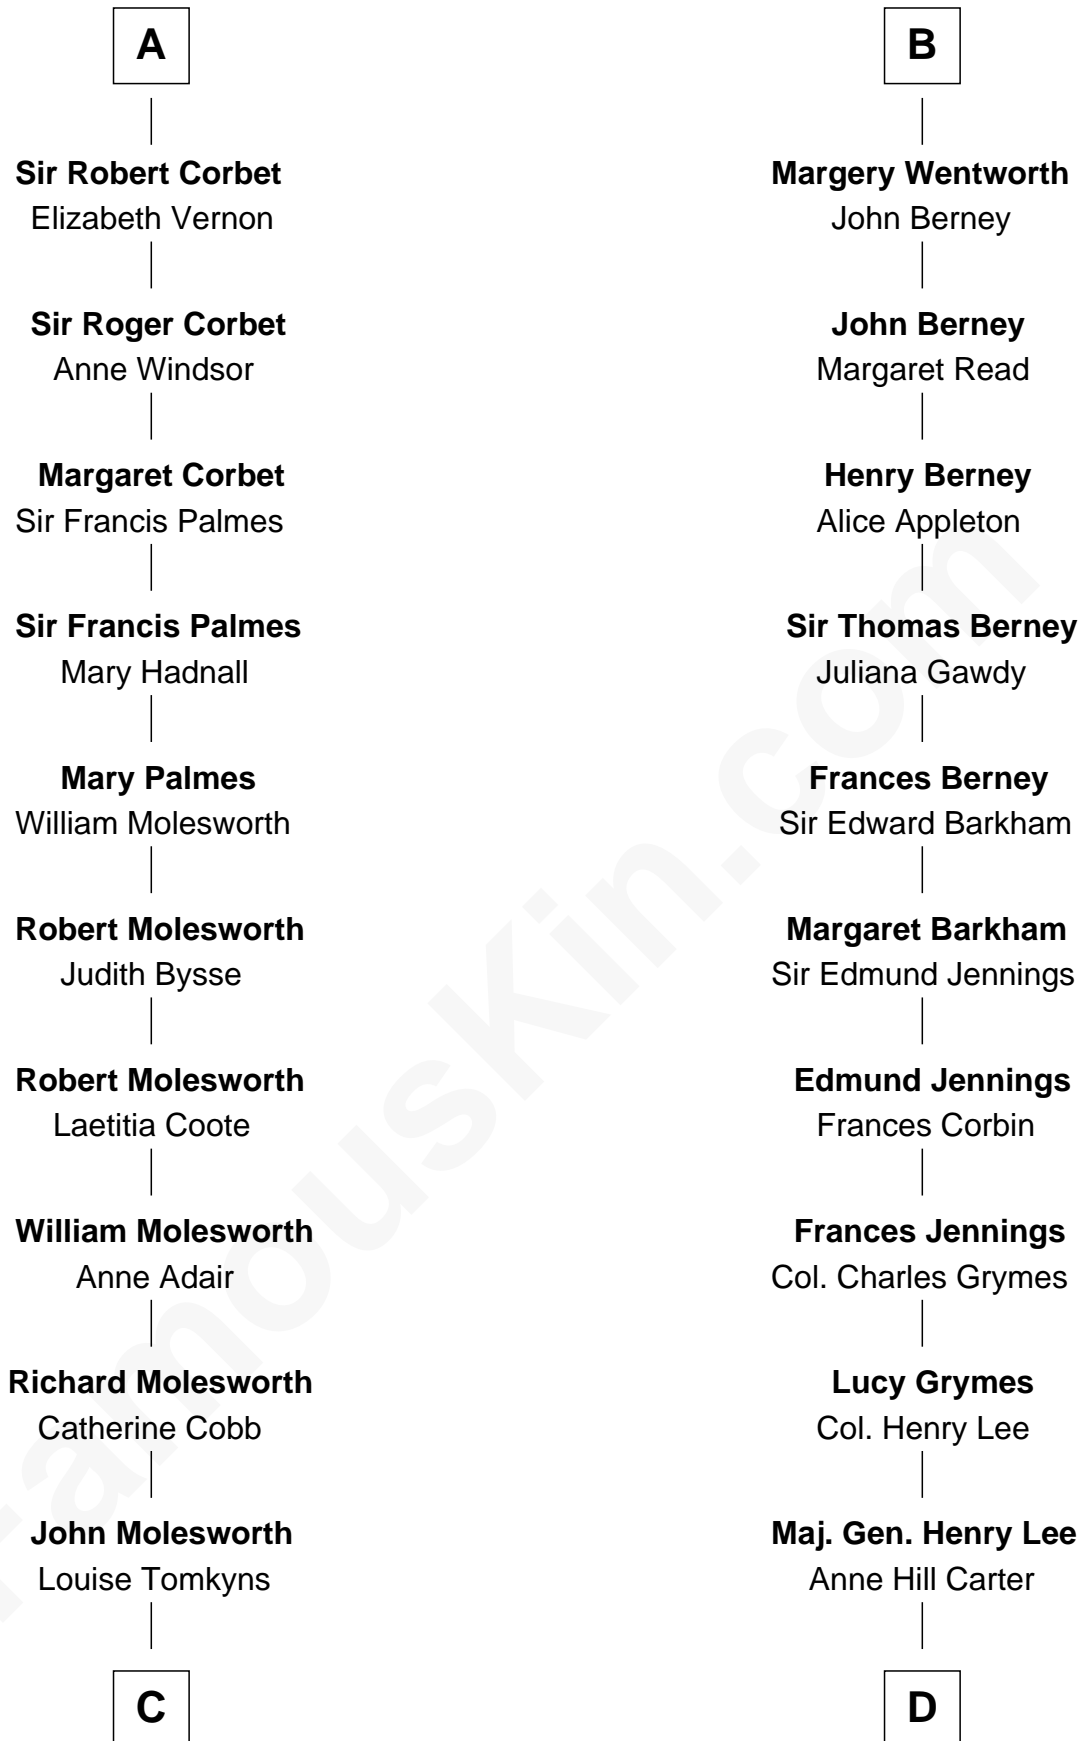 A
Sir Robert Corbet
Elizabeth Vernon
Sir Roger Corbet
Anne Windsor
Margaret Corbet
Sir Francis Palmes
Sir Francis Palmes
Mary Hadnall
Mary Palmes
William Molesworth
Robert Molesworth
Judith Bysse
Robert Molesworth
Laetitia Coote
William Molesworth
Anne Adair
Richard Molesworth
Catherine Cobb
John Molesworth
Louise Tomkyns
C
B
Margery Wentworth
John Berney
John Berney
Margaret Read
Henry Berney
Alice Appleton
Sir Thomas Berney
Juliana Gawdy
Frances Berney
Sir Edward Barkham
Margaret Barkham
Sir Edmund Jennings
Edmund Jennings
Frances Corbin
Frances Jennings
Col. Charles Grymes
Lucy Grymes
Col. Henry Lee
Maj. Gen. Henry Lee
Anne Hill Carter
D
FamousKin.com